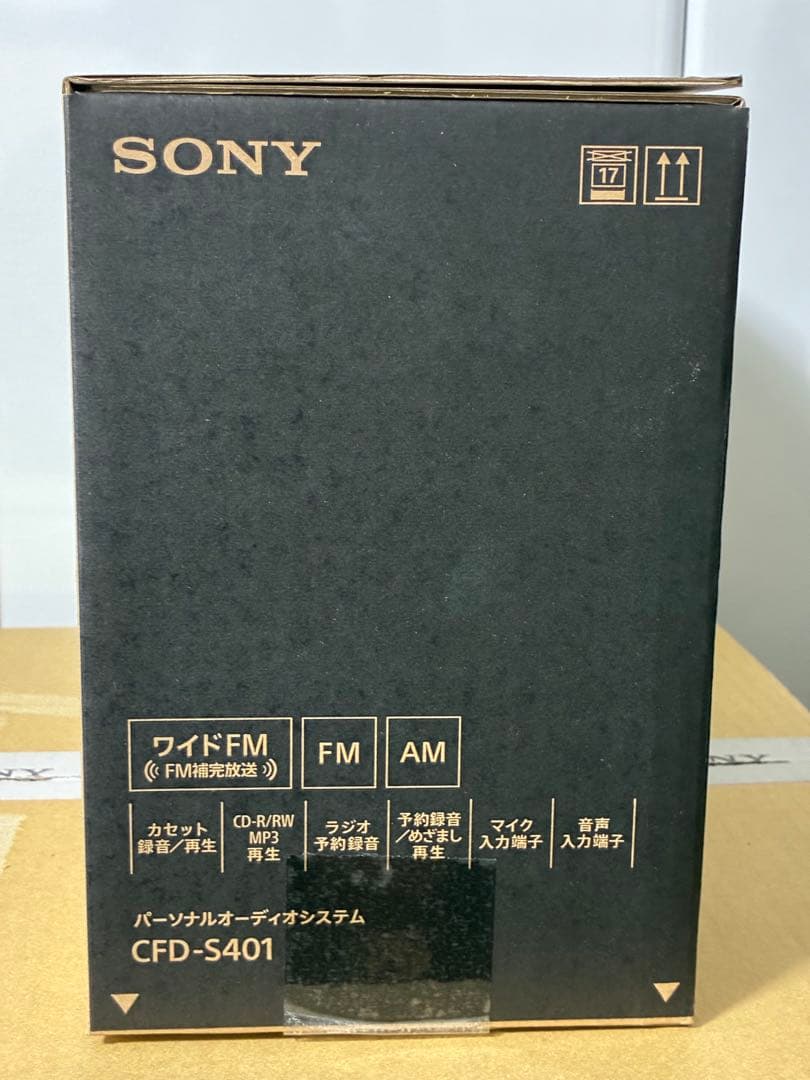 SONY
17
ワイドFM
FM補完放送
FM
AM
カセット
録音/再生
CD-R/RW
MP3
再生
ラジオ
予約録音
予約録音
/めざまし
再生
マイク
入力端子
音声
入力端子
パーソナルオーディオシステム
CFD-S401